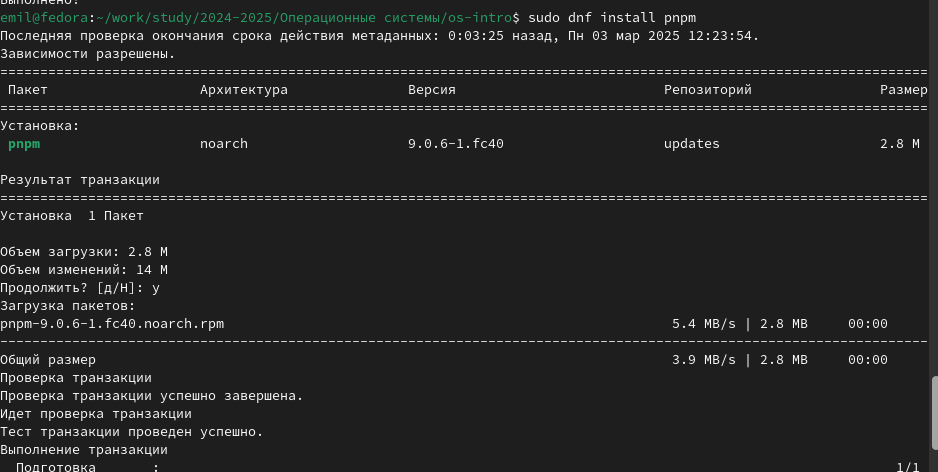 Выполнено!
emil@fedora:~/work/study/2024-2025/Операционные системы/os-intro$ sudo dnf install pnpm
Последняя проверка окончания срока действия метаданных: 0:03:25 назад, Пн 03 мар 2025 12:23:54.
Зависимости разрешены.
================================================================================
Пакет Архитектура Версия Репозиторий Размер
================================================================================
Установка:
pnpm noarch 9.0.6-1.fc40 updates 2.8 M
Результат транзакции
================================================================================
Установка 1 Пакет
Объем загрузки: 2.8 M
Объем изменений: 14 M
Продолжить? [д/Н]: y
Загрузка пакетов:
pnpm-9.0.6-1.fc40.noarch.rpm 5.4 MB/s | 2.8 MB 00:00
--------------------------------------------------------------------------------
Общий размер 3.9 MB/s | 2.8 MB 00:00
Проверка транзакции
Проверка транзакции успешно завершена.
Идет проверка транзакции
Тест транзакции проведен успешно.
Выполнение транзакции
Подготовка : 1/1